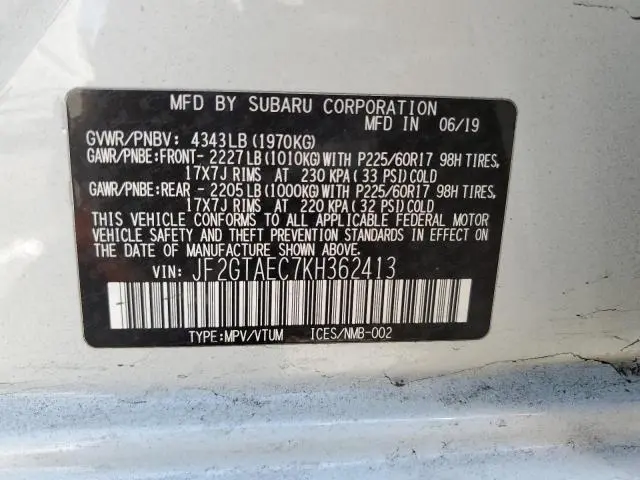 MFD BY SUBARU CORPORATION
MFD IN 06/19
GVWR/PNBV: 4343LB (1970KG)
GAWR/PNBE:FRONT- 2227LB(1010KG)WITH P225/60R17 98H TIRES,
17X7J RIMS AT 230 KPA( 33 PSI)COLD
GAWR/PNBE:REAR - 2205LB(1000KG)WITH P225/60R17 98H TIRES,
17X7J RIMS AT 220 KPA( 32 PSI)COLD
THIS VEHICLE CONFORMS TO ALL APPLICABLE FEDERAL MOTOR
VEHICLE SAFETY AND THEFT PREVENTION STANDARDS IN EFFECT ON
THE DATE OF MANUFACTURE SHOWN ABOVE.
VIN: JF2GTAEC7KH362413
TYPE:MPV/VTUM ICES/NMB-002